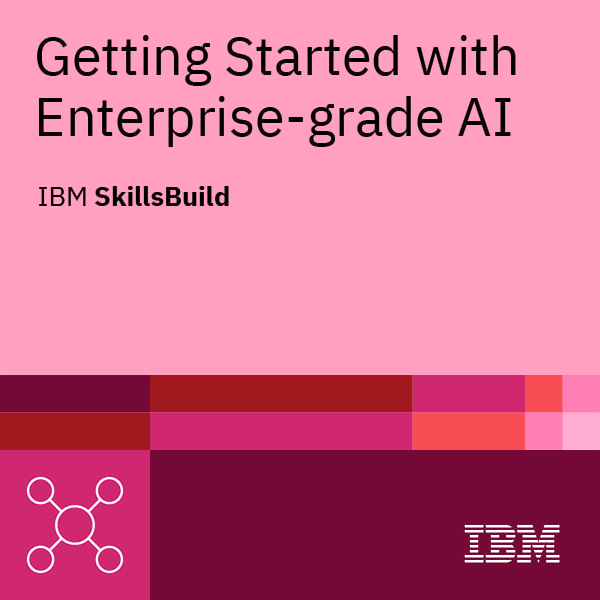 Getting Started with
Enterprise-grade AI
IBM SkillsBuild
IBM